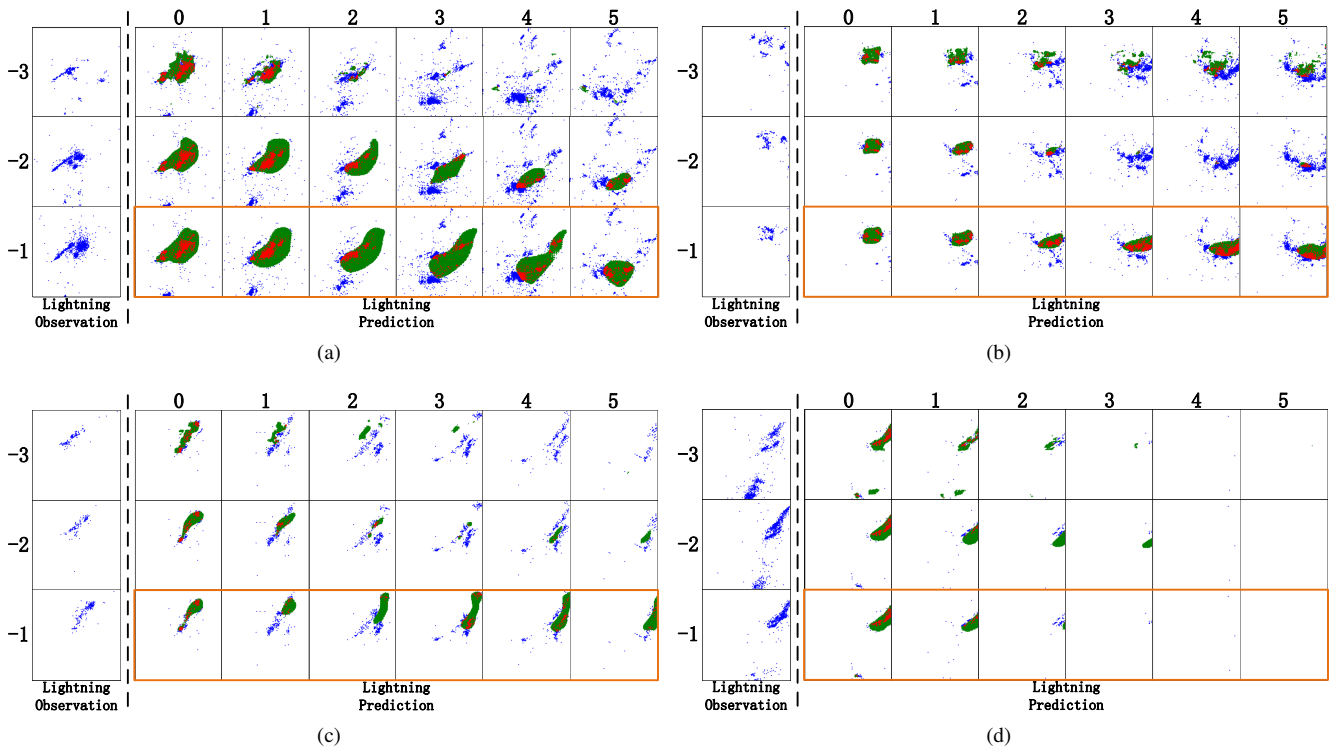 0 1 2 3 4 5
-3
-2
-1
Lightning Observation
Lightning Prediction
(a)
0 1 2 3 4 5
-3
-2
-1
Lightning Observation
Lightning Prediction
(b)
0 1 2 3 4 5
-3
-2
-1
Lightning Observation
Lightning Prediction
(c)
0 1 2 3 4 5
-3
-2
-1
Lightning Observation
Lightning Prediction
(d)